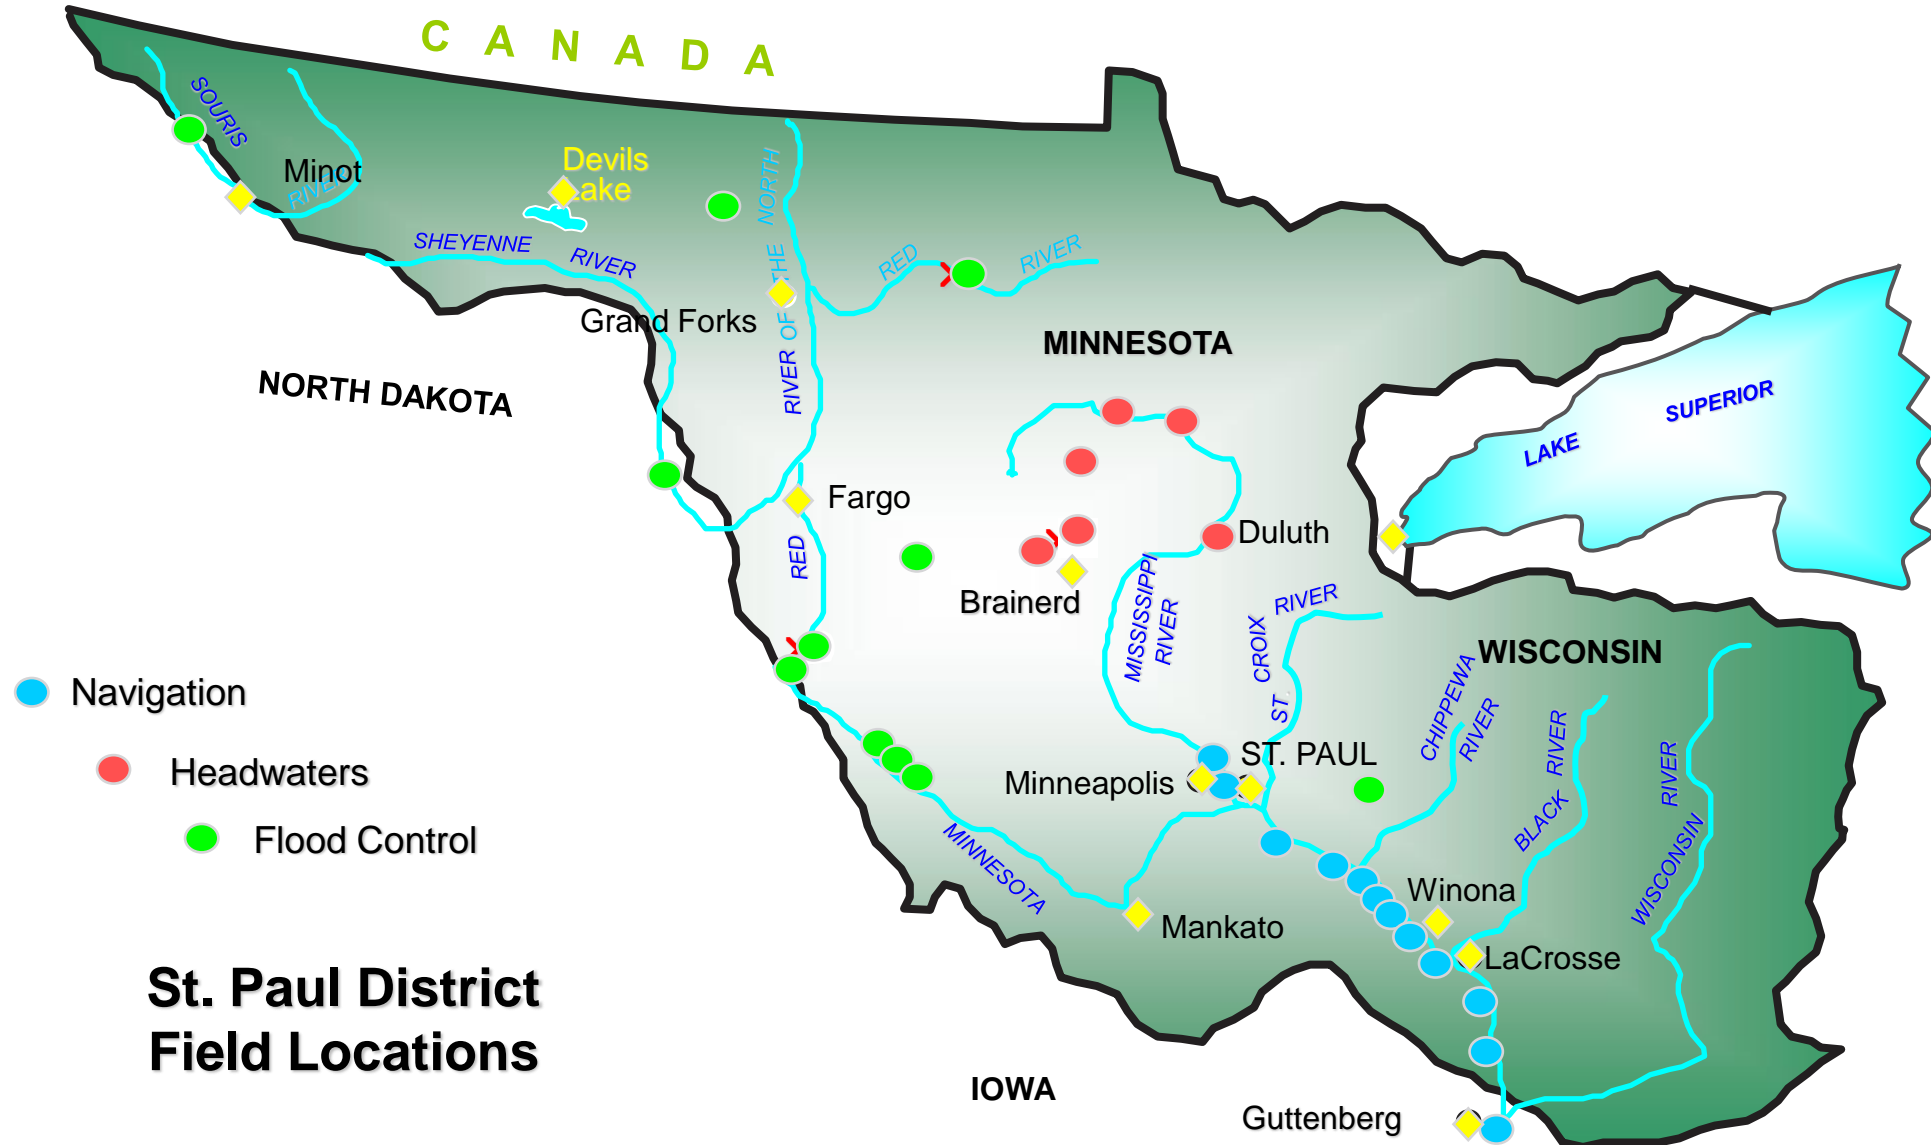 CANADA
SOURIS
RIVER
Minot
Devils
Lake
SHEYENNE RIVER
RED RIVER OF THE NORTH
RED RIVER
Grand Forks
MINNESOTA
NORTH DAKOTA
LAKE SUPERIOR
Fargo
Duluth
Brainerd
MISSISSIPPI
RIVER
ST. CROIX RIVER
WISCONSIN
CHIPPEWA
RIVER
BLACK RIVER
WISCONSIN RIVER
Navigation
Headwaters
Flood Control
ST. PAUL
Minneapolis
MINNESOTA
Winona
Mankato
LaCrosse
St. Paul District
Field Locations
IOWA
Guttenberg